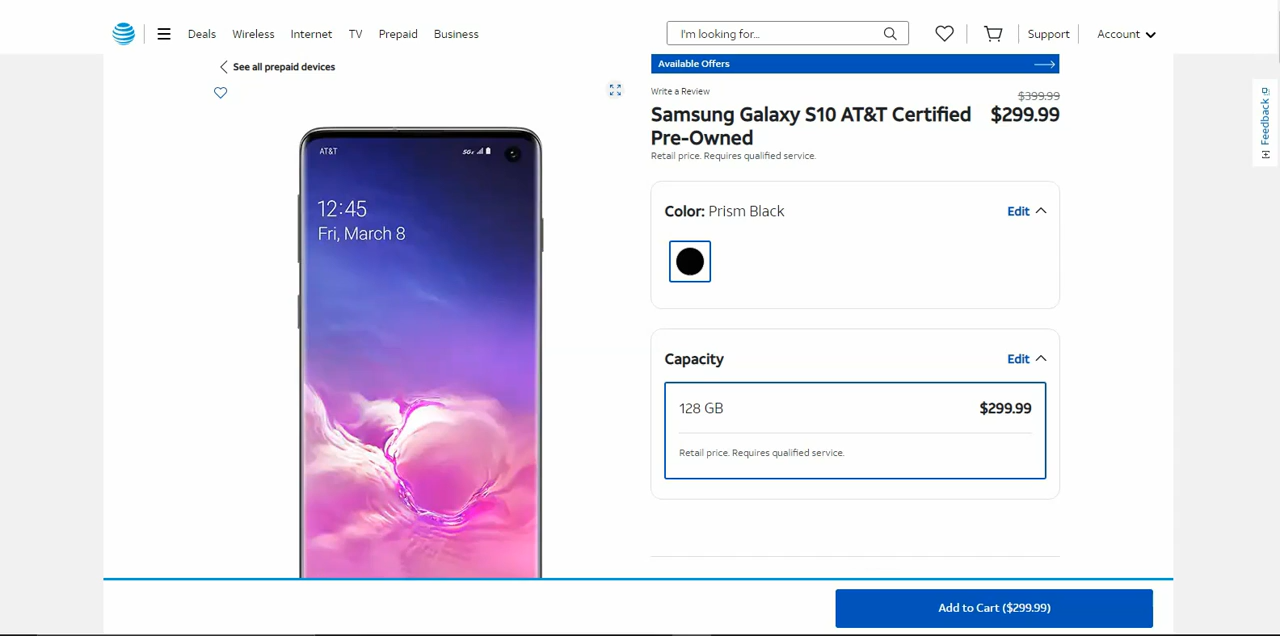 Deals Wireless Internet TV Prepaid Business I'm looking for... Support Account
See all prepaid devices
Available Offers
Write a Review
$399.99
Samsung Galaxy S10 AT&T Certified Pre-Owned
$299.99
Retail price. Requires qualified service.
Color: Prism Black
Edit
Capacity
Edit
128 GB
$299.99
Retail price. Requires qualified service.
Add to Cart ($299.99)
Feedback
AT&T
12:45
Fri, March 8